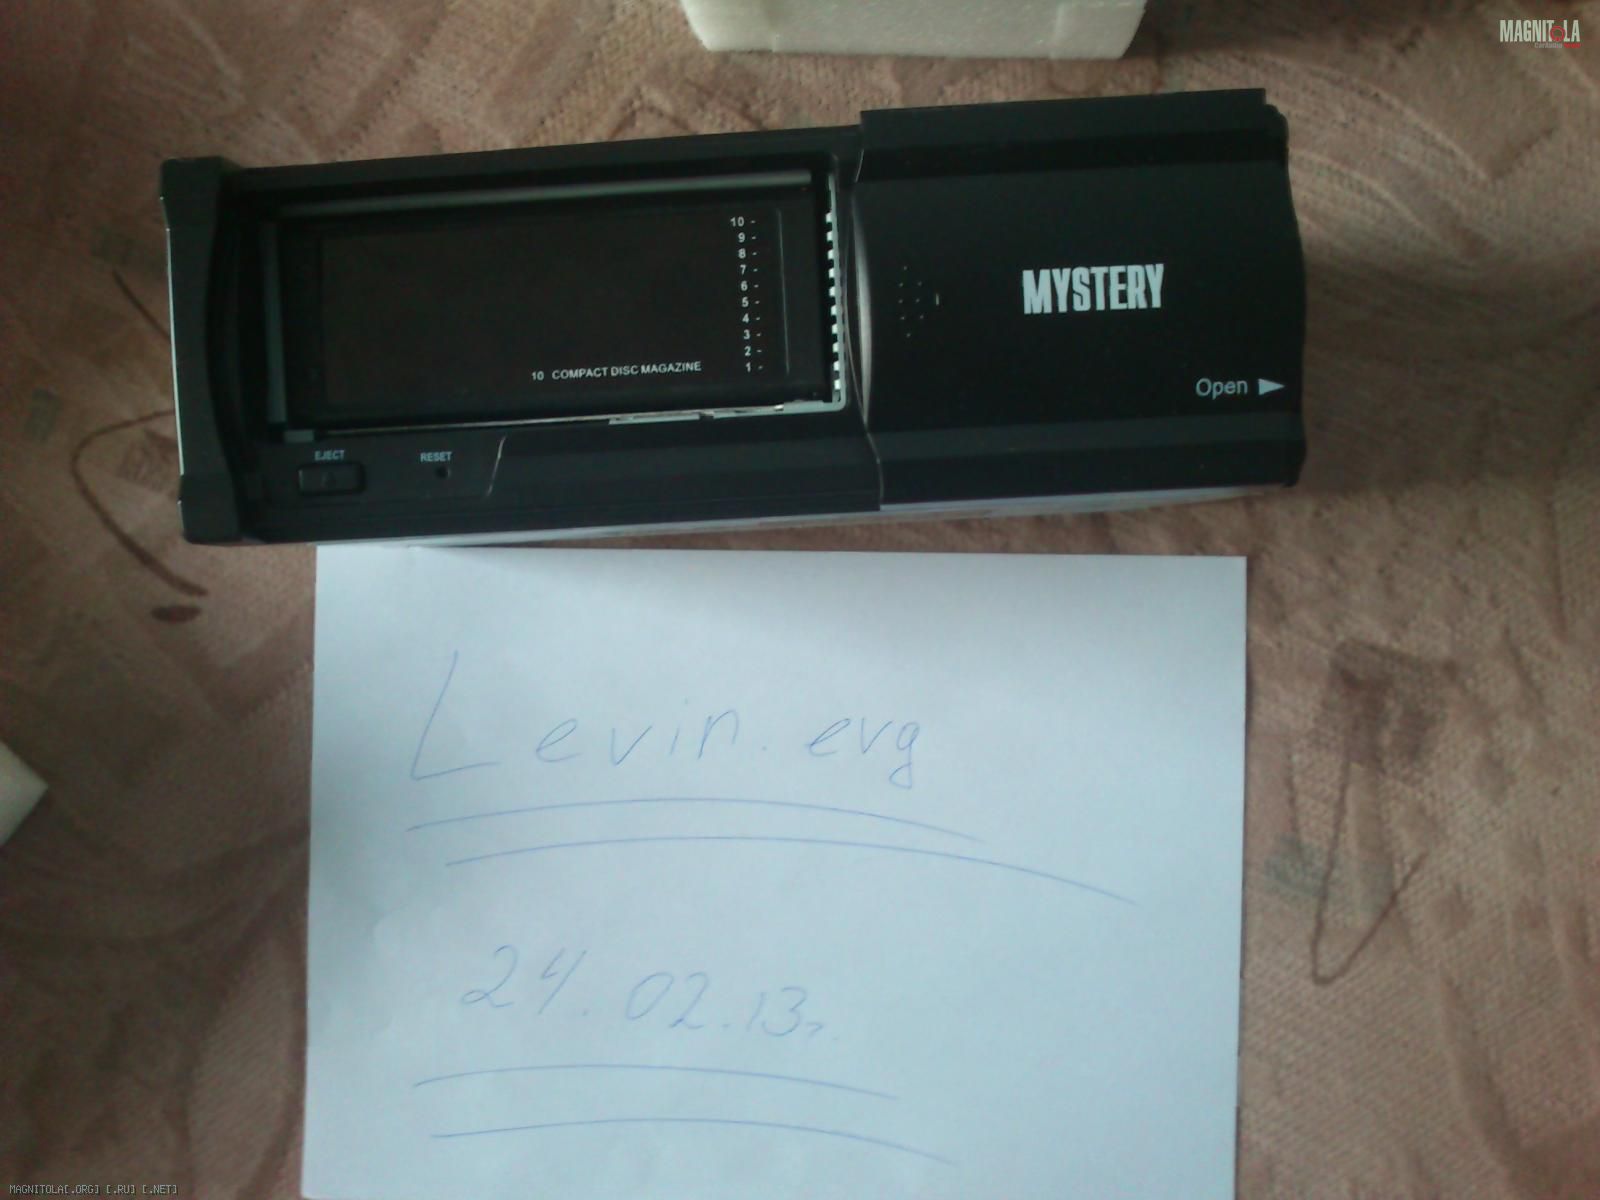 MAGNITOLA
10 -
9 -
8 -
7 -
6 -
5 -
4 -
3 -
2 -
1 -
10 COMPACT DISC MAGAZINE
MYSTERY
Open
EJECT
RESET
Levin.evg
24.02.13г
MAGNITOLA[.ORG] [.RU] [.NET]